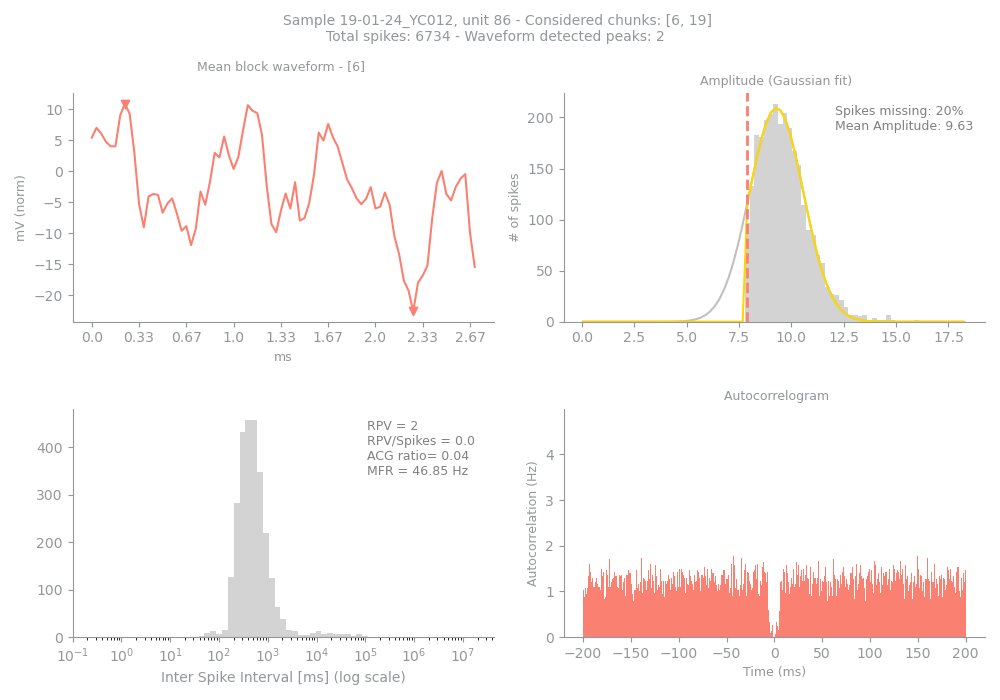 Sample 19-01-24_YC012, unit 86 - Considered chunks: [6, 19]
Total spikes: 6734 - Waveform detected peaks: 2
Mean block waveform - [6]
mV (norm)
10
5
0
−5
−10
−15
−20
0.0 0.33 0.67 1.0 1.33 1.67 2.0 2.33 2.67
ms
Amplitude (Gaussian fit)
Spikes missing: 20%
Mean Amplitude: 9.63
# of spikes
200
150
100
50
0
0.0 2.5 5.0 7.5 10.0 12.5 15.0 17.5
RPV = 2
RPV/Spikes = 0.0
ACG ratio= 0.04
MFR = 46.85 Hz
400
300
200
100
0
10⁻¹ 10⁰ 10¹ 10² 10³ 10⁴ 10⁵ 10⁶ 10⁷
Inter Spike Interval [ms] (log scale)
Autocorrelogram
Autocorrelation (Hz)
4
3
2
1
0
−200 −150 −100 −50 0 50 100 150 200
Time (ms)